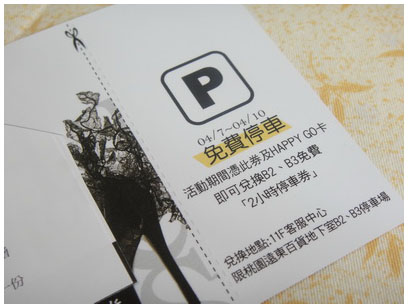 P
04/7~04/10
免費停車
活動期間憑此券及HAPPY GO卡
即可兌換B2、B3免費
「2小時停車券」
兌換地點:11F客服中心
限桃園遠東百貨地下室B2、B3停車場
一份